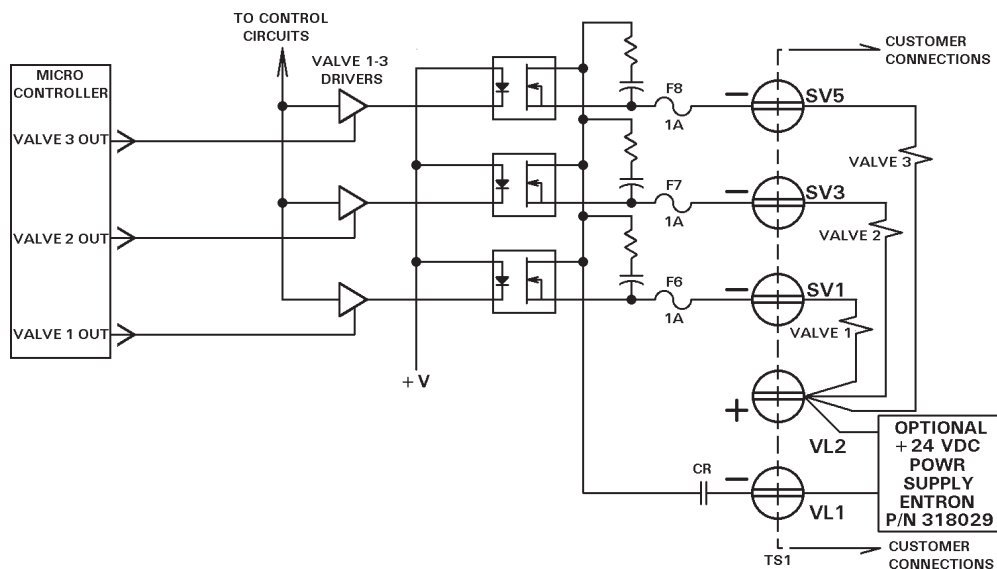 TO CONTROL
CIRCUITS
VALVE 1-3
DRIVERS
MICRO
CONTROLLER
VALVE 3 OUT
VALVE 2 OUT
VALVE 1 OUT
+V
F8
1A
F7
1A
F6
1A
CUSTOMER
CONNECTIONS
− SV5
VALVE 3
− SV3
VALVE 2
− SV1
VALVE 1
+
VL2
CR
−
VL1
OPTIONAL
+24 VDC
POWR
SUPPLY
ENTRON
P/N 318029
TS1
CUSTOMER
CONNECTIONS